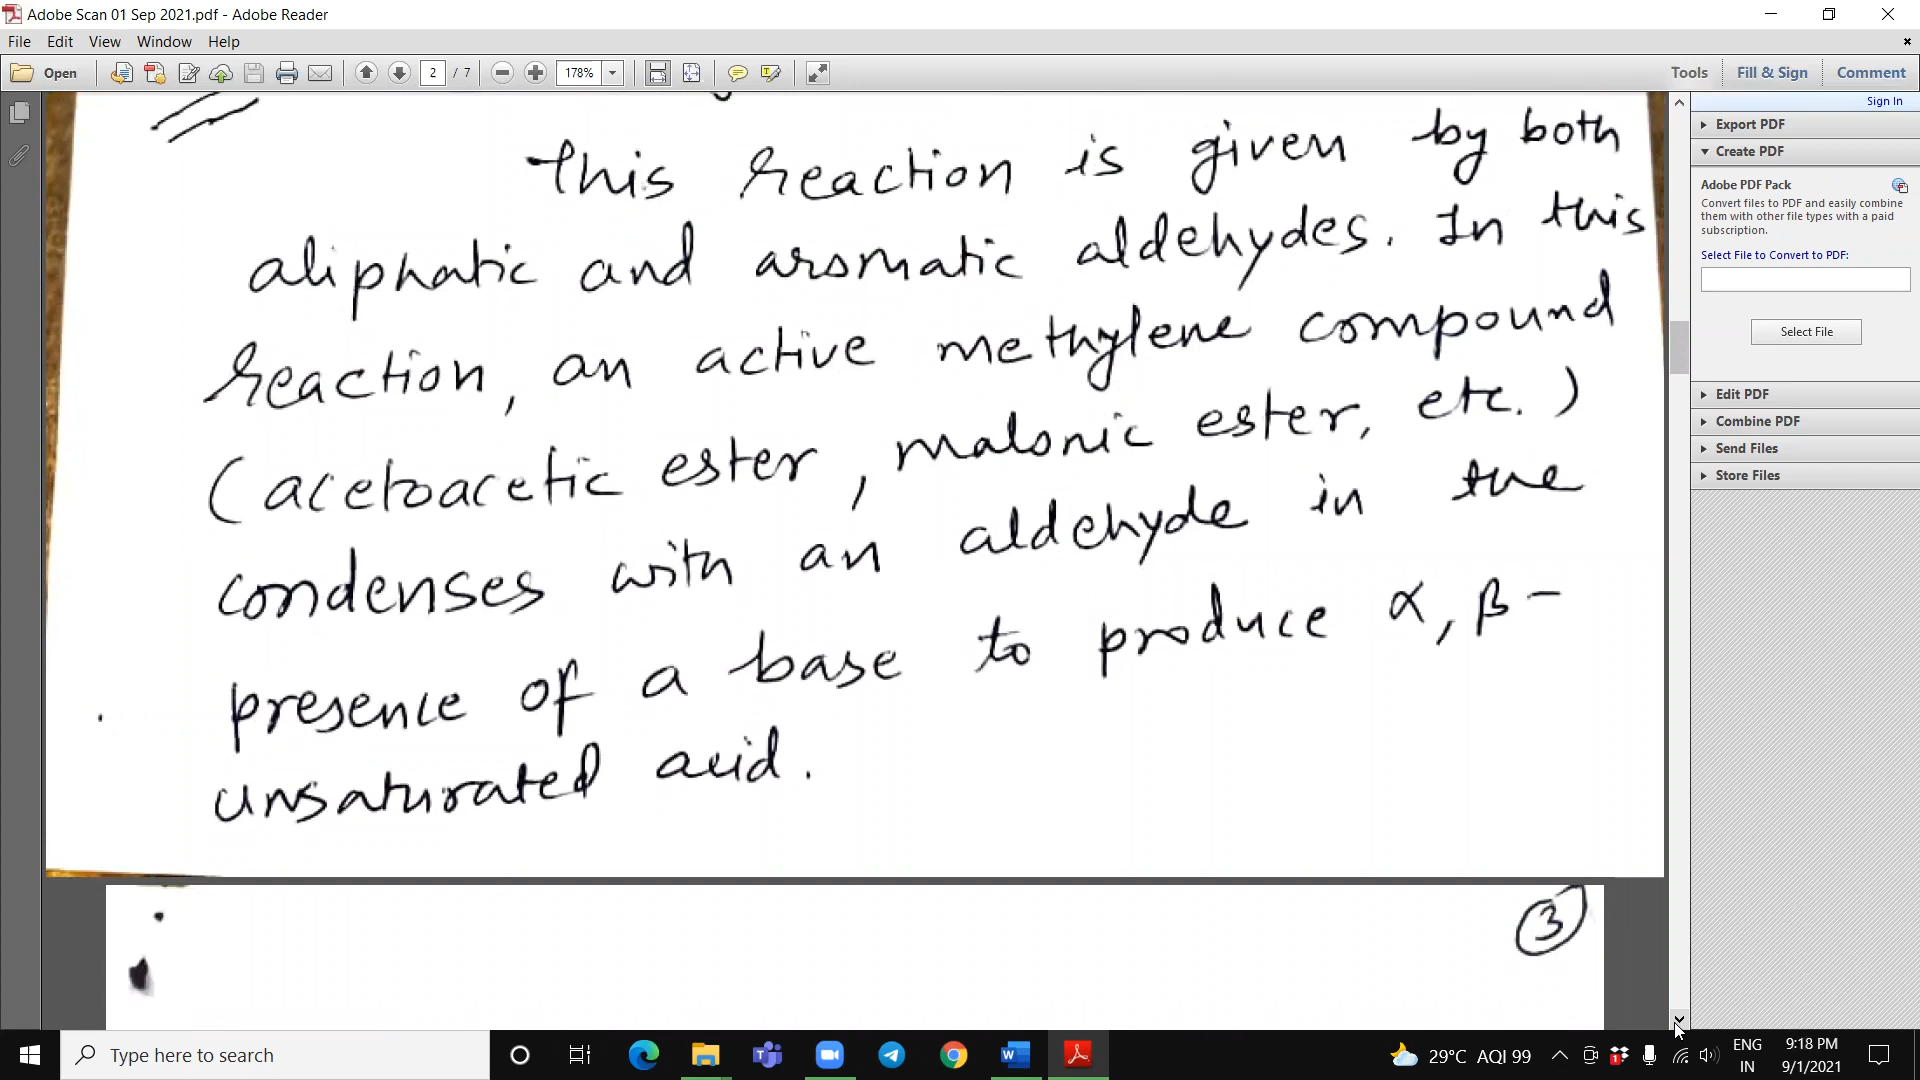 Adobe Scan 01 Sep 2021.pdf - Adobe Reader
File Edit View Window Help
Open 2 / 7 178% Tools Fill & Sign Comment
Sign In
Export PDF
Create PDF
Adobe PDF Pack
Convert files to PDF and easily combine
them with other file types with a paid
subscription.
Select File to Convert to PDF:
Select File
Edit PDF
Combine PDF
Send Files
Store Files
This reaction is given by both
aliphatic and aromatic aldehydes. In this
reaction, an active methylene compound
(acetoacetic ester, malonic ester, etc.)
condenses with an aldehyde in the
presence of a base to produce α, β-
unsaturated acid.
3
Type here to search
29°C AQI 99
ENG
IN
9:18 PM
9/1/2021